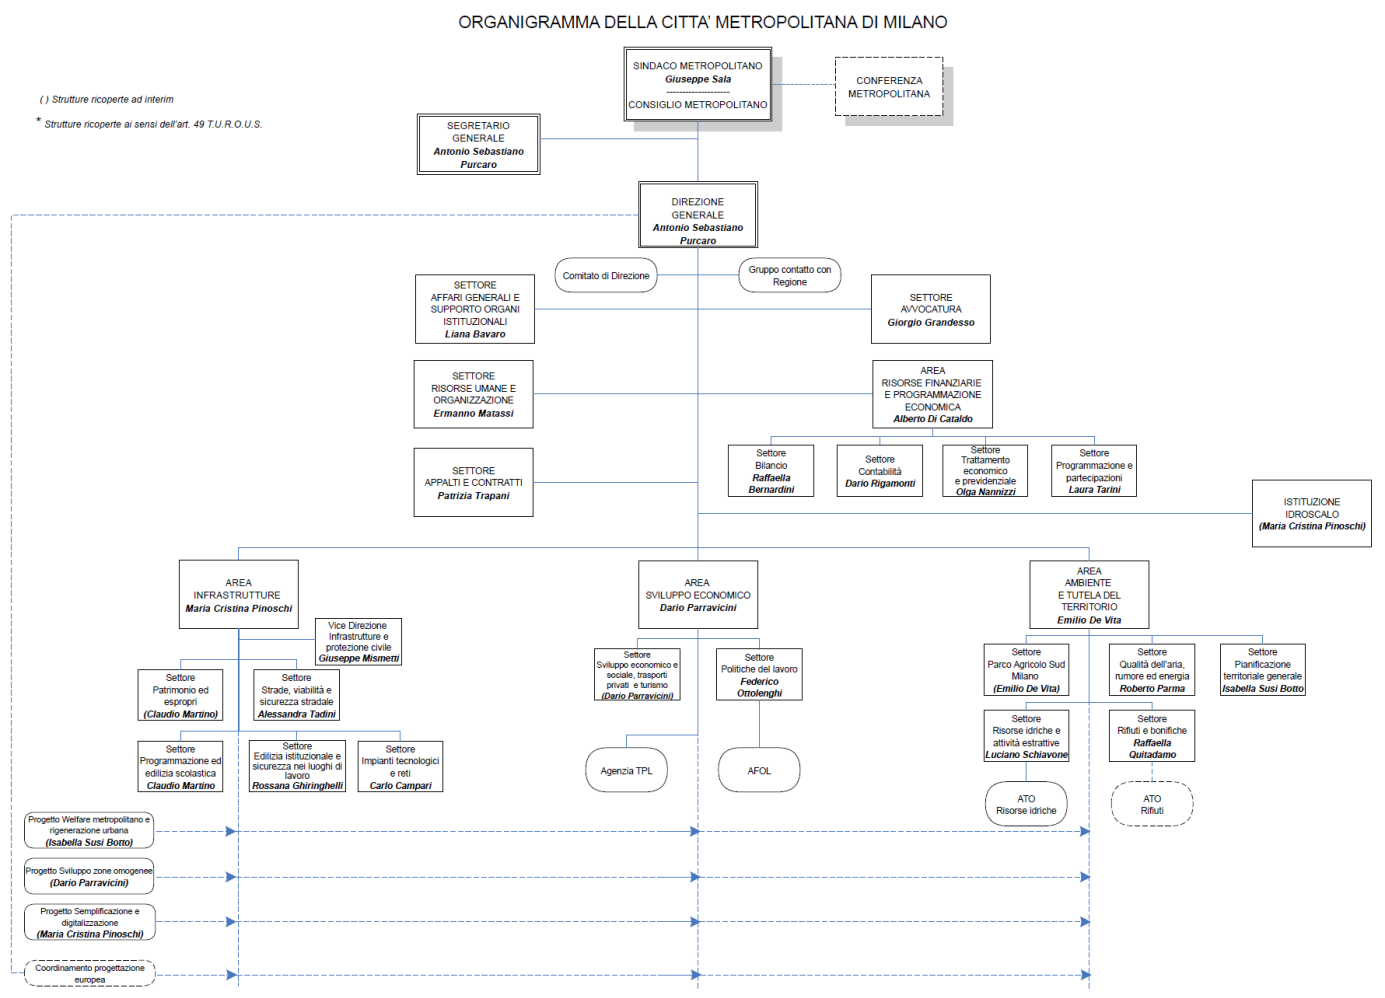 ORGANIGRAMMA DELLA CITTA' METROPOLITANA DI MILANO
SINDACO METROPOLITANO
Giuseppe Sala
--------------------
CONSIGLIO METROPOLITANO
CONFERENZA
METROPOLITANA
( ) Strutture ricoperte ad interim
* Strutture ricoperte ai sensi dell'art. 49 T.U.R.O.U.S.
SEGRETARIO
GENERALE
Antonio Sebastiano
Purcaro
DIREZIONE
GENERALE
Antonio Sebastiano
Purcaro
Comitato di Direzione
Gruppo contatto con
Regione
SETTORE
AFFARI GENERALI E
SUPPORTO ORGANI
ISTITUZIONALI
Liana Bavaro
SETTORE
AVVOCATURA
Giorgio Grandesso
SETTORE
RISORSE UMANE E
ORGANIZZAZIONE
Ermanno Matassi
AREA
RISORSE FINANZIARIE
E PROGRAMMAZIONE
ECONOMICA
Alberto Di Cataldo
Settore
Bilancio
Raffaella
Bernardini
Settore
Contabilità
Dario Rigamonti
Settore
Trattamento
economico
e previdenziale
Olga Nannizzi
Settore
Programmazione e
partecipazioni
Laura Tarini
SETTORE
APPALTI E CONTRATTI
Patrizia Trapani
ISTITUZIONE
IDROSCALO
(Maria Cristina Pinoschi)
AREA
INFRASTRUTTURE
Maria Cristina Pinoschi
AREA
SVILUPPO ECONOMICO
Dario Parravicini
AREA
AMBIENTE
E TUTELA DEL
TERRITORIO
Emilio De Vita
Vice Direzione
Infrastrutture e
protezione civile
Giuseppe Mismetti
Settore
Patrimonio ed
espropri
(Claudio Martino)
Settore
Strade, viabilità e
sicurezza stradale
Alessandra Tadini
Settore
Sviluppo economico e
sociale, trasporti
privati e turismo
(Dario Parravicini)
Settore
Politiche del lavoro
Federico
Ottolenghi
Settore
Parco Agricolo Sud
Milano
(Emilio De Vita)
Settore
Qualità dell'aria,
rumore ed energia
Roberto Parma
Settore
Pianificazione
territoriale generale
Isabella Susi Botto
Settore
Programmazione ed
edilizia scolastica
Claudio Martino
Settore
Edilizia istituzionale e
sicurezza nei luoghi di
lavoro
Rossana Ghiringhelli
Settore
Impianti tecnologici
e reti
Carlo Campari
Agenzia TPL
AFOL
Settore
Risorse idriche e
attività estrattive
Luciano Schiavone
Settore
Rifiuti e bonifiche
Raffaella
Quitadamo
ATO
Risorse idriche
ATO
Rifiuti
Progetto Welfare metropolitano e
rigenerazione urbana
(Isabella Susi Botto)
Progetto Sviluppo zone omogenee
(Dario Parravicini)
Progetto Semplificazione e
digitalizzazione
(Maria Cristina Pinoschi)
Coordinamento progettazione
europea